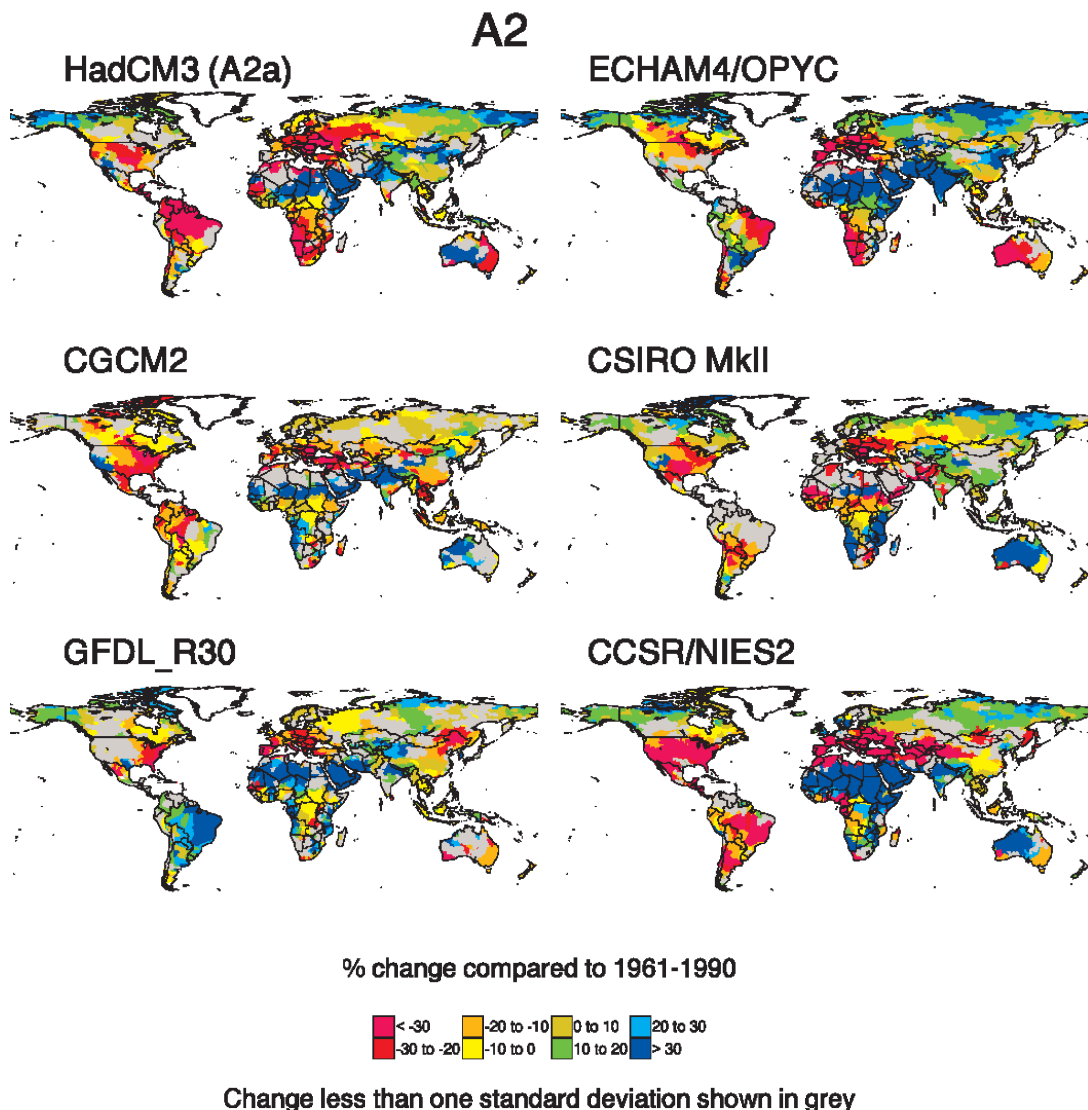 A2
HadCM3 (A2a)
ECHAM4/OPYC
CGCM2
CSIRO MkII
GFDL_R30
CCSR/NIES2
% change compared to 1961-1990
< -30 -20 to -10 0 to 10 20 to 30
-30 to -20 -10 to 0 10 to 20 > 30
Change less than one standard deviation shown in grey